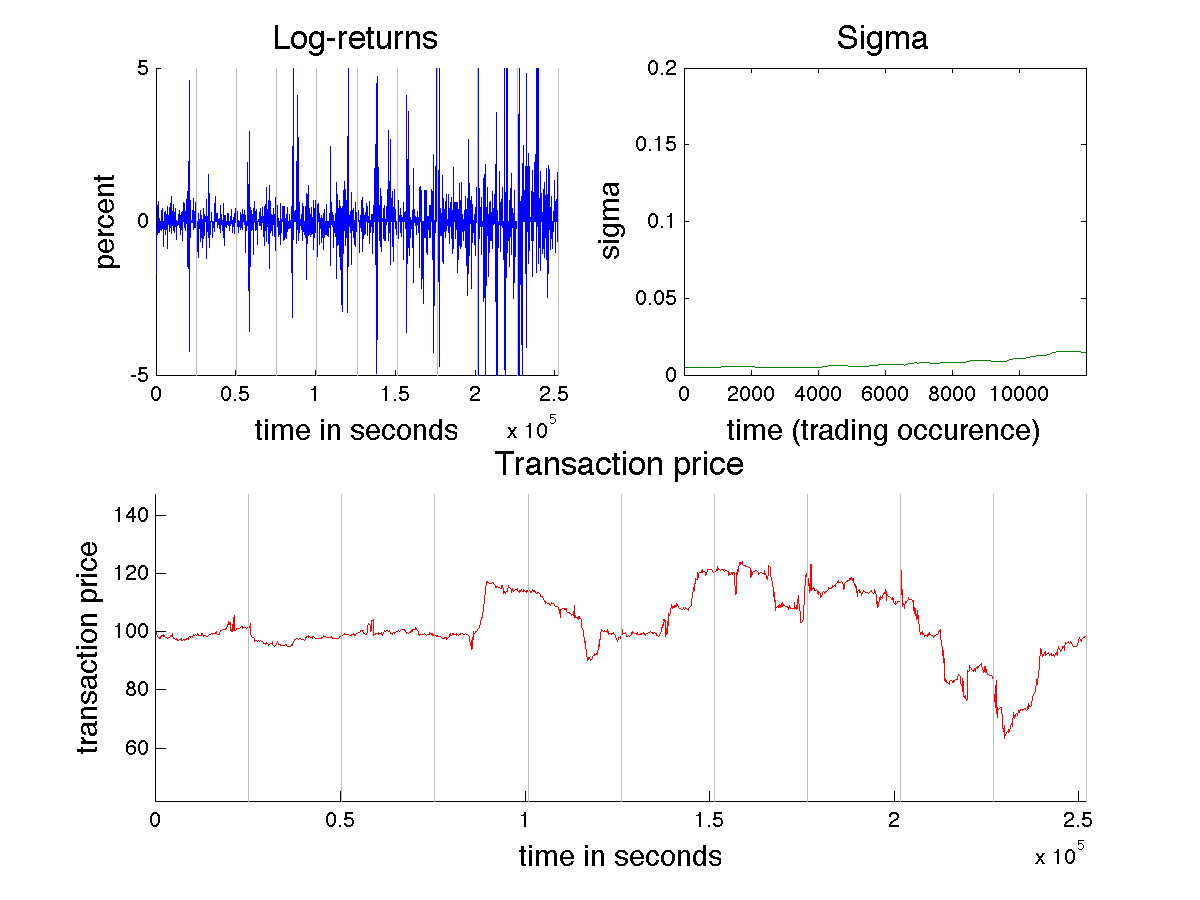 Log-returns
5
0
-5
percent
0 0.5 1 1.5 2 2.5
time in seconds
x 10^5
Sigma
0.2
0.15
0.1
0.05
0
sigma
0 2000 4000 6000 8000 10000
time (trading occurence)
Transaction price
140
120
100
80
60
transaction price
0 0.5 1 1.5 2 2.5
time in seconds
x 10^5